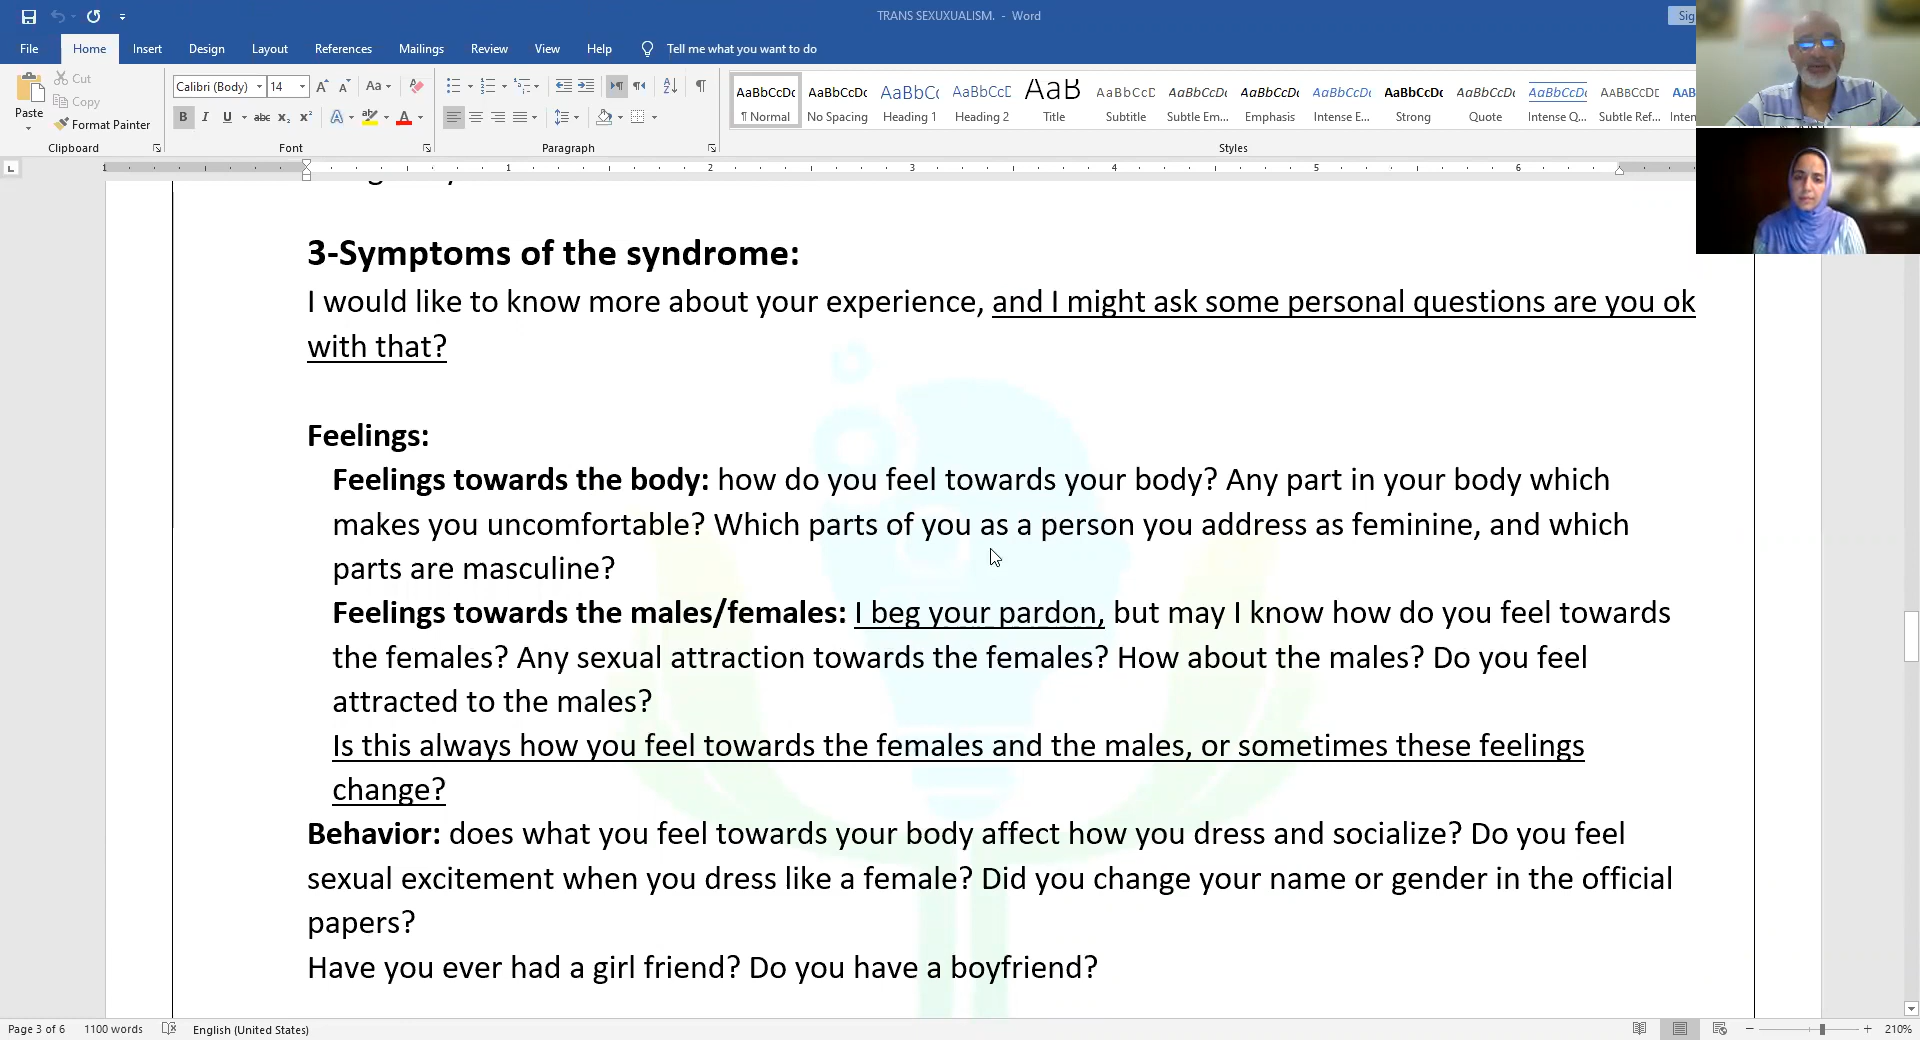 TRANS SEXUXUALISM. - Word
Sig
File Home Insert Design Layout References Mailings Review View Help Tell me what you want to do
Paste
Cut
Copy
Format Painter
Clipboard
Calibri (Body) 14
Font
Paragraph
AaBbCcDc AaBbCcDc AaBbC( AaBbCcD AaB AaBbCcD AaBbCcDc AaBbCcDc AaBbCcDc AaBbCcDc AaBbCcDc AaBbCcDc AABBCCDE AAB
¶ Normal No Spacing Heading 1 Heading 2 Title Subtitle Subtle Em... Emphasis Intense E... Strong Quote Intense Q... Subtle Ref... Inten
Styles
1 1 2 3 4 5 6
3-Symptoms of the syndrome:
I would like to know more about your experience, and I might ask some personal questions are you ok
with that?
Feelings:
Feelings towards the body: how do you feel towards your body? Any part in your body which
makes you uncomfortable? Which parts of you as a person you address as feminine, and which
parts are masculine?
Feelings towards the males/females: I beg your pardon, but may I know how do you feel towards
the females? Any sexual attraction towards the females? How about the males? Do you feel
attracted to the males?
Is this always how you feel towards the females and the males, or sometimes these feelings
change?
Behavior: does what you feel towards your body affect how you dress and socialize? Do you feel
sexual excitement when you dress like a female? Did you change your name or gender in the official
papers?
Have you ever had a girl friend? Do you have a boyfriend?
Page 3 of 6 1100 words English (United States) 210%